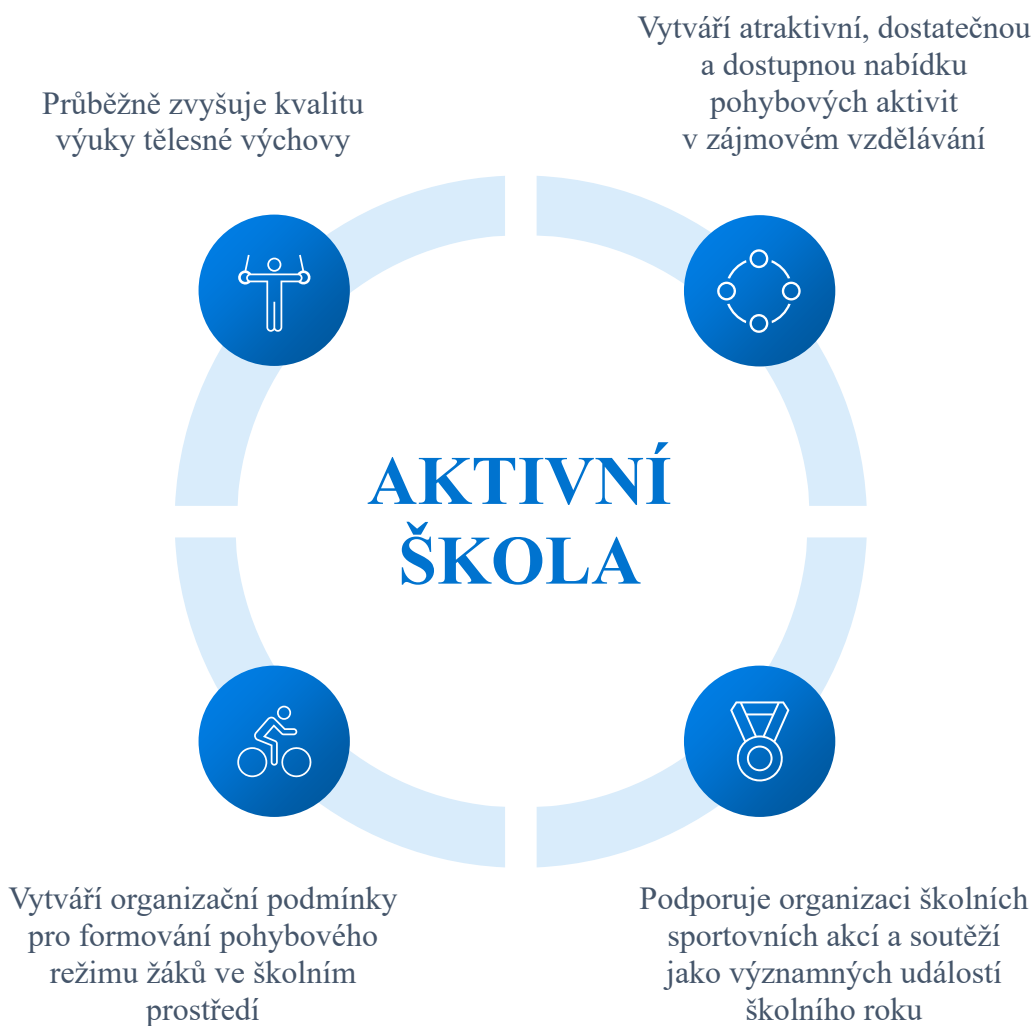 Průběžně zvyšuje kvalitu
výuky tělesné výchovy
Vytváří atraktivní, dostatečnou
a dostupnou nabídku
pohybových aktivit
v zájmovém vzdělávání
AKTIVNÍ
ŠKOLA
Vytváří organizační podmínky
pro formování pohybového
režimu žáků ve školním
prostředí
Podporuje organizaci školních
sportovních akcí a soutěží
jako významných událostí
školního roku